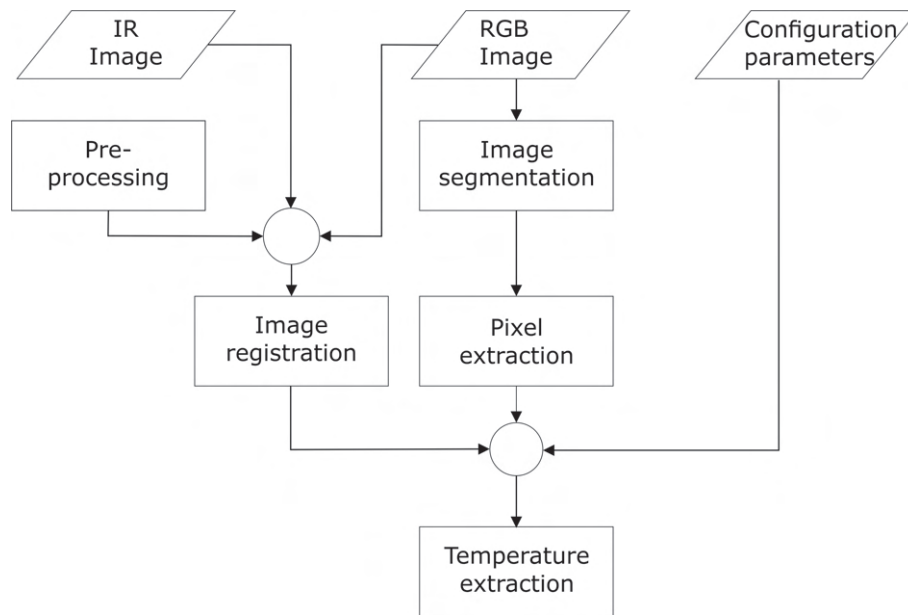 IR
Image
RGB
Image
Configuration
parameters
Pre-
processing
Image
segmentation
Image
registration
Pixel
extraction
Temperature
extraction